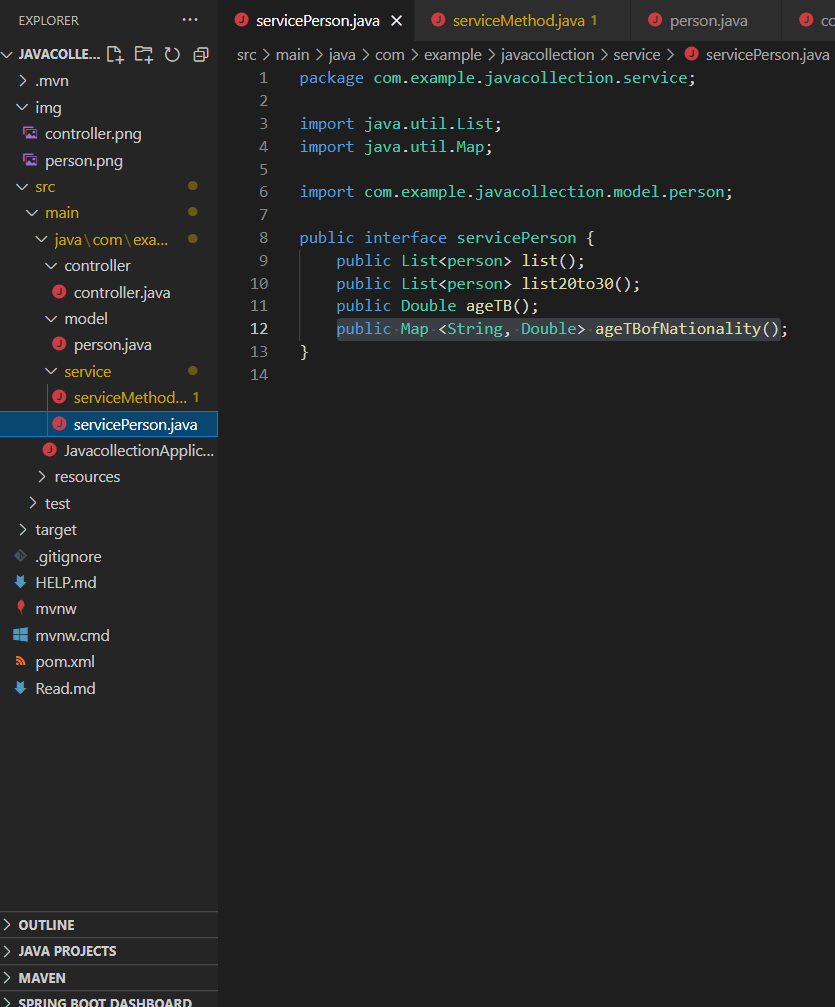 EXPLORER ...
JAVACOLLE...
.mvn
img
controller.png
person.png
src
main
java\com\exa...
controller
controller.java
model
person.java
service
serviceMethod... 1
servicePerson.java
JavacollectionApplic...
resources
test
target
.gitignore
HELP.md
mvnw
mvnw.cmd
pom.xml
Read.md
OUTLINE
JAVA PROJECTS
MAVEN
SPRING BOOT DASHBOARD
servicePerson.java serviceMethod.java 1 person.java co
src > main > java > com > example > javacollection > service > servicePerson.java
1 package com.example.javacollection.service;
2
3 import java.util.List;
4 import java.util.Map;
5
6 import com.example.javacollection.model.person;
7
8 public interface servicePerson {
9 public List<person> list();
10 public List<person> list20to30();
11 public Double ageTB();
12 public Map <String, Double> ageTBofNationality();
13 }
14